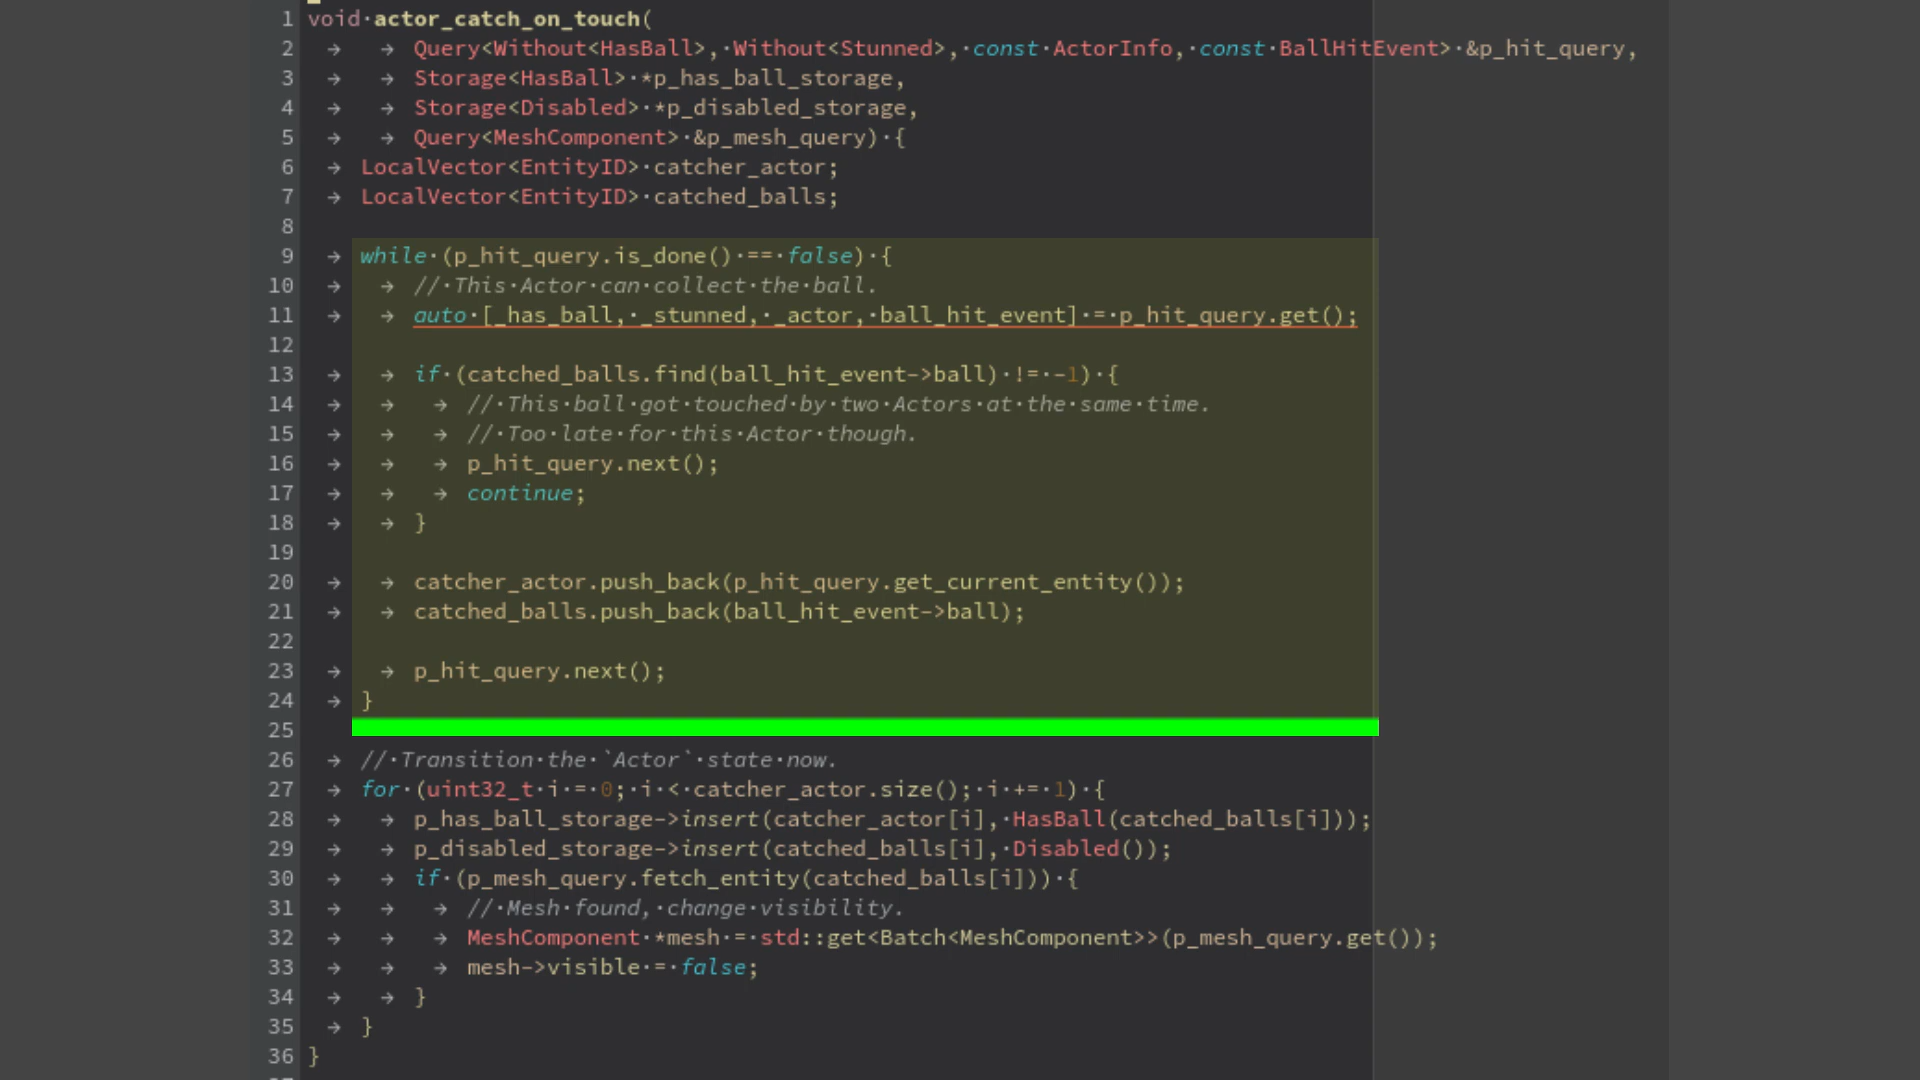 1 void actor_catch_on_touch(
2 → → Query<Without<HasBall>, Without<Stunned>, const ActorInfo, const BallHitEvent> &p_hit_query,
3 → → Storage<HasBall> *p_has_ball_storage,
4 → → Storage<Disabled> *p_disabled_storage,
5 → → Query<MeshComponent> &p_mesh_query) {
6 → LocalVector<EntityID> catcher_actor;
7 → LocalVector<EntityID> catched_balls;
8
9 → while (p_hit_query.is_done() == false) {
10 → → // This Actor can collect the ball.
11 → → auto [_has_ball, _stunned, _actor, ball_hit_event] = p_hit_query.get();
12
13 → → if (catched_balls.find(ball_hit_event->ball) != -1) {
14 → → → // This ball got touched by two Actors at the same time.
15 → → → // Too late for this Actor though.
16 → → → p_hit_query.next();
17 → → → continue;
18 → → }
19
20 → → catcher_actor.push_back(p_hit_query.get_current_entity());
21 → → catched_balls.push_back(ball_hit_event->ball);
22
23 → → p_hit_query.next();
24 → }
25
26 → // Transition the `Actor` state now.
27 → for (uint32_t i = 0; i < catcher_actor.size(); i += 1) {
28 → → p_has_ball_storage->insert(catcher_actor[i], HasBall(catched_balls[i]));
29 → → p_disabled_storage->insert(catched_balls[i], Disabled());
30 → → if (p_mesh_query.fetch_entity(catched_balls[i])) {
31 → → → // Mesh found, change visibility.
32 → → → MeshComponent *mesh = std::get<Batch<MeshComponent>>(p_mesh_query.get());
33 → → → mesh->visible = false;
34 → → }
35 → }
36 }